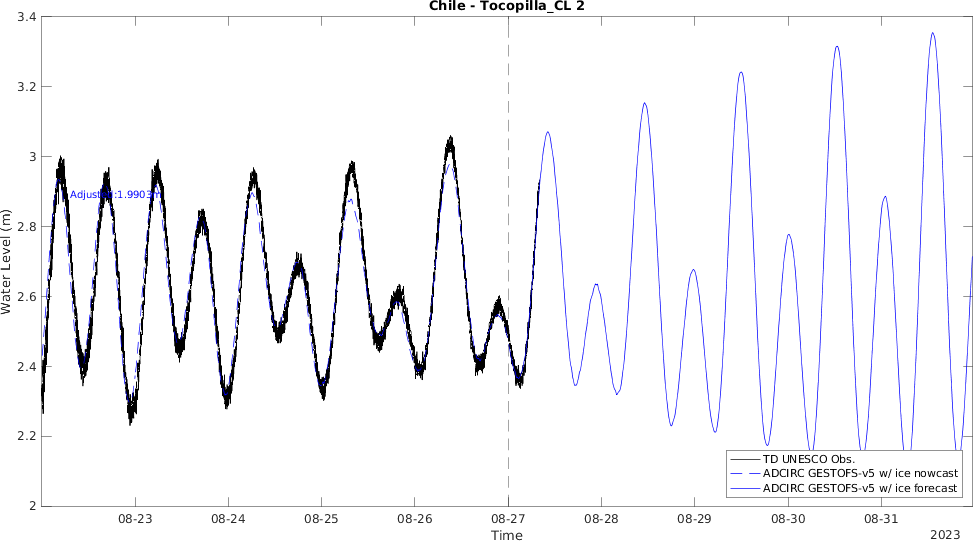 Chile - Tocopilla_CL 2
3.4
3.2
3
2.8
2.6
2.4
2.2
2
Water Level (m)
Adjusted:1.9903m
08-23
08-24
08-25
08-26
08-27
08-28
08-29
08-30
08-31
Time
2023
TD UNESCO Obs.
ADCIRC GESTOFS-v5 w/ ice nowcast
ADCIRC GESTOFS-v5 w/ ice forecast